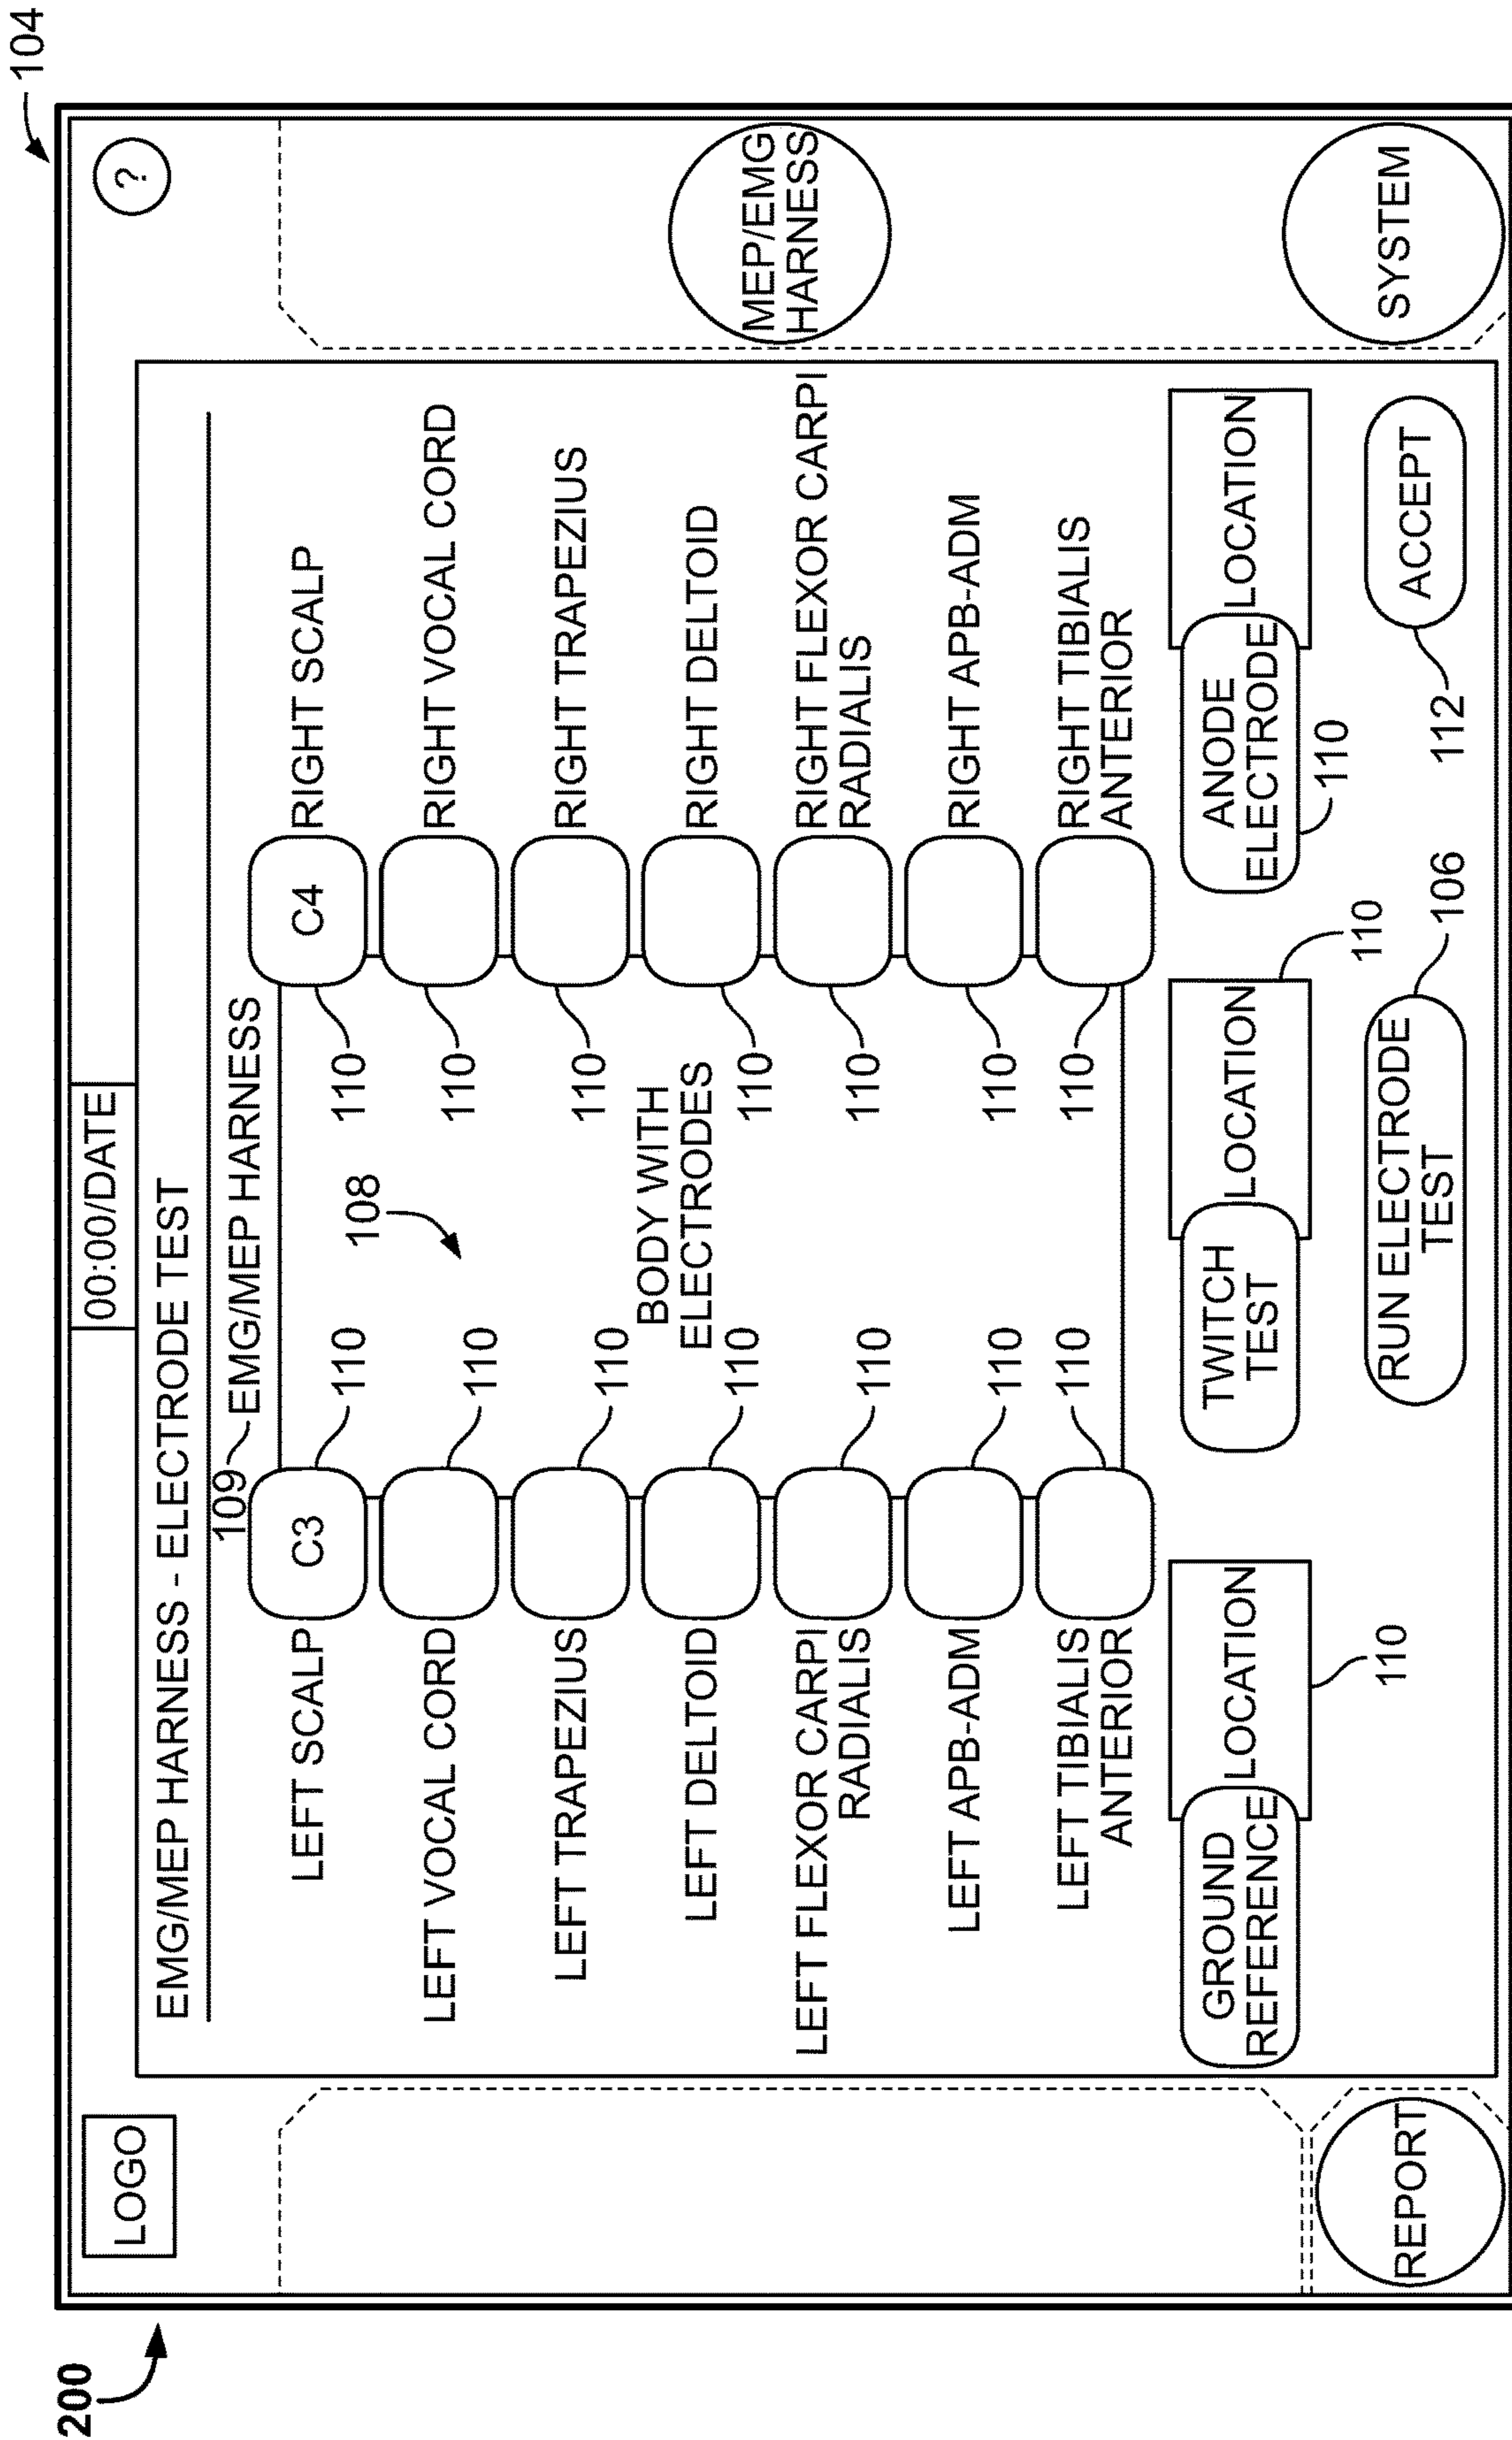 200
104
LOGO
00:00/DATE
?
EMG/MEP HARNESS - ELECTRODE TEST
109
EMG/MEP HARNESS
LEFT SCALP
C3
110
108
110
C4
RIGHT SCALP
LEFT VOCAL CORD
110
110
RIGHT VOCAL CORD
LEFT TRAPEZIUS
110
110
RIGHT TRAPEZIUS
BODY WITH
ELECTRODES
LEFT DELTOID
110
110
RIGHT DELTOID
LEFT FLEXOR CARPI
RADIALIS
110
110
RIGHT FLEXOR CARPI
RADIALIS
LEFT APB-ADM
110
110
RIGHT APB-ADM
LEFT TIBIALIS
ANTERIOR
110
110
RIGHT TIBIALIS
ANTERIOR
MEP/EMG
HARNESS
GROUND
REFERENCE
LOCATION
110
TWITCH
TEST
LOCATION
110
ANODE
ELECTRODE
LOCATION
110
REPORT
RUN ELECTRODE
TEST
106
112
ACCEPT
SYSTEM